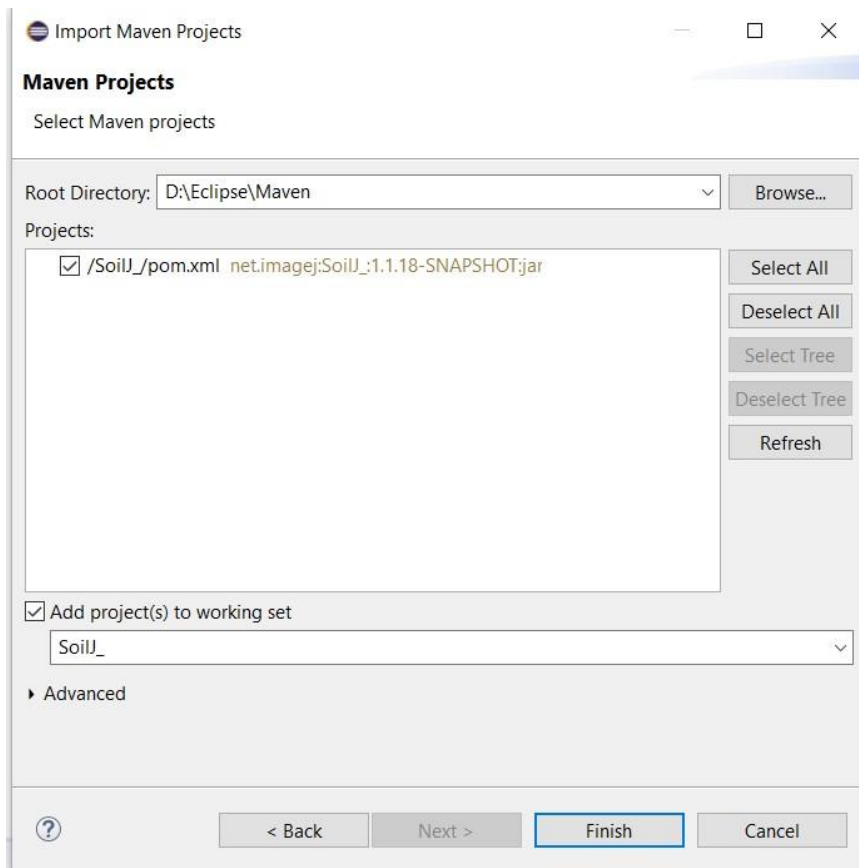 Import Maven Projects
Maven Projects
Select Maven projects
Root Directory: D:\Eclipse\Maven Browse...
Projects:
/SoilJ_/pom.xml net.imagej:SoilJ_:1.1.18-SNAPSHOT:jar
Select All
Deselect All
Select Tree
Deselect Tree
Refresh
Add project(s) to working set
SoilJ_
Advanced
? < Back Next > Finish Cancel